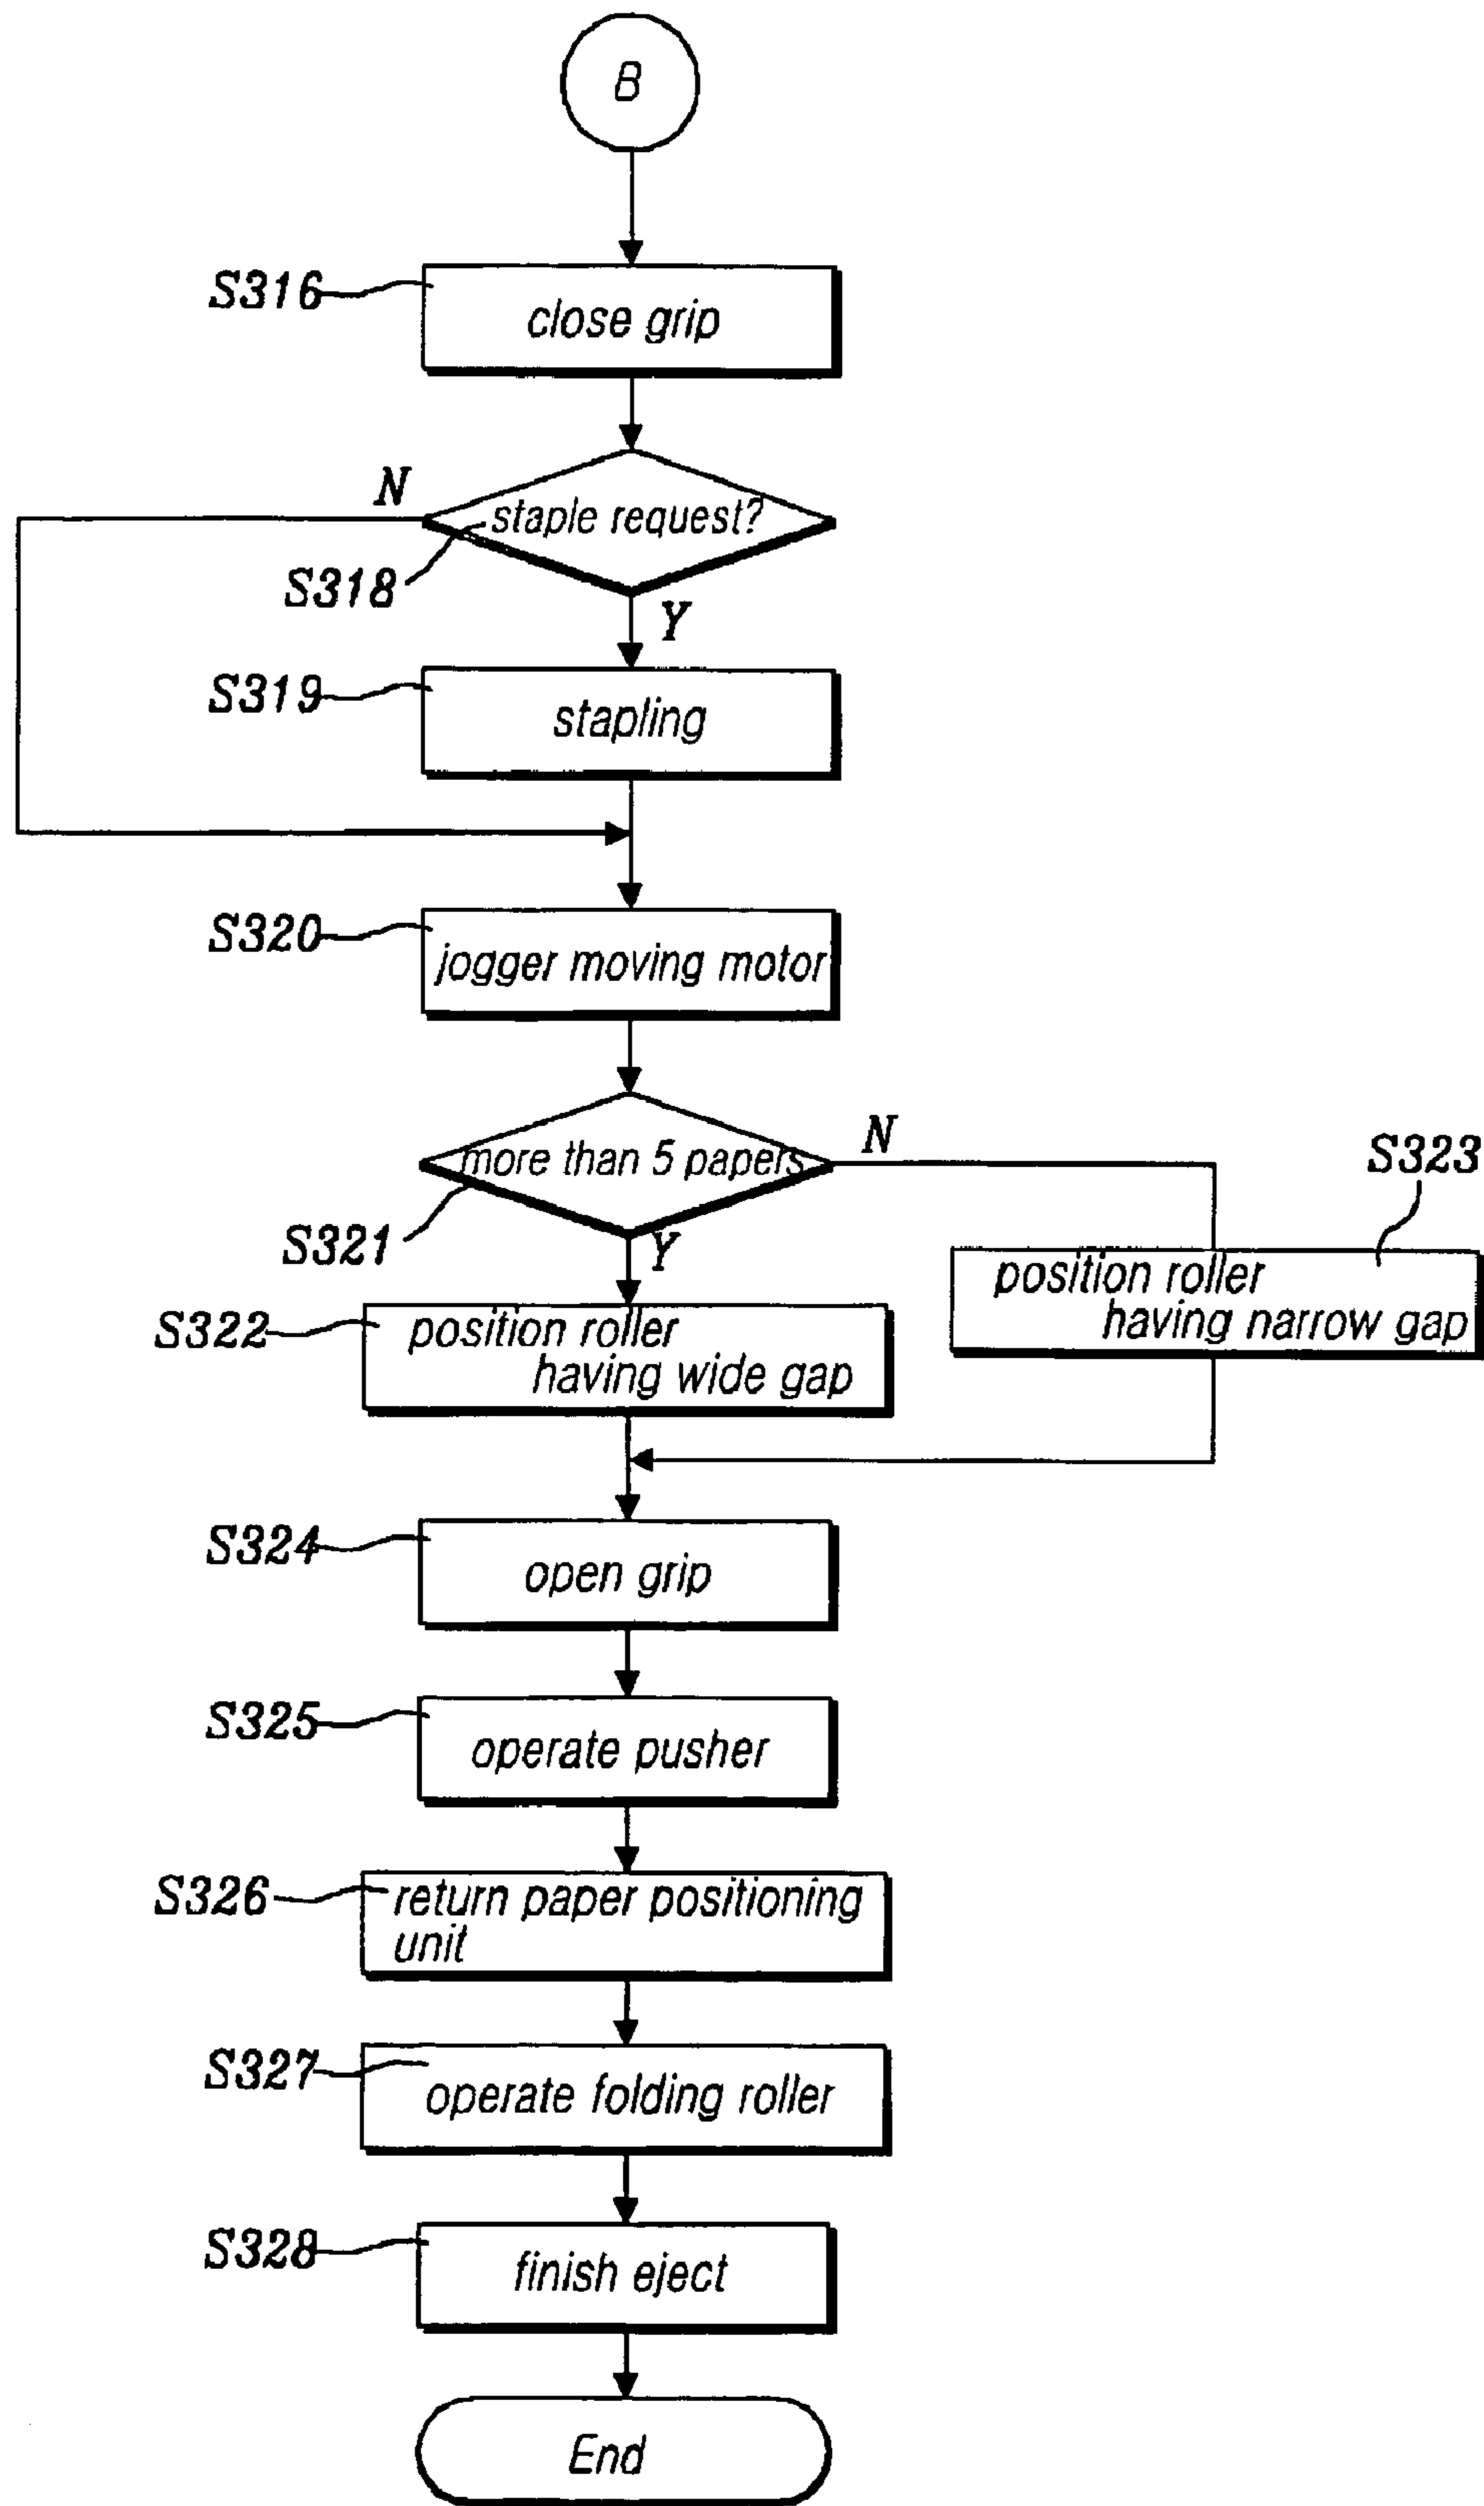 B
S316
close grip
N
staple request?
S318
Y
S319
stapling
S320
jogger moving motor
more than 5 papers
N
S323
S321
Y
position roller
having narrow gap
S322
position roller
having wide gap
S324
open grip
S325
operate pusher
S326
return paper positioning
unit
S327
operate folding roller
S328
finish eject
End